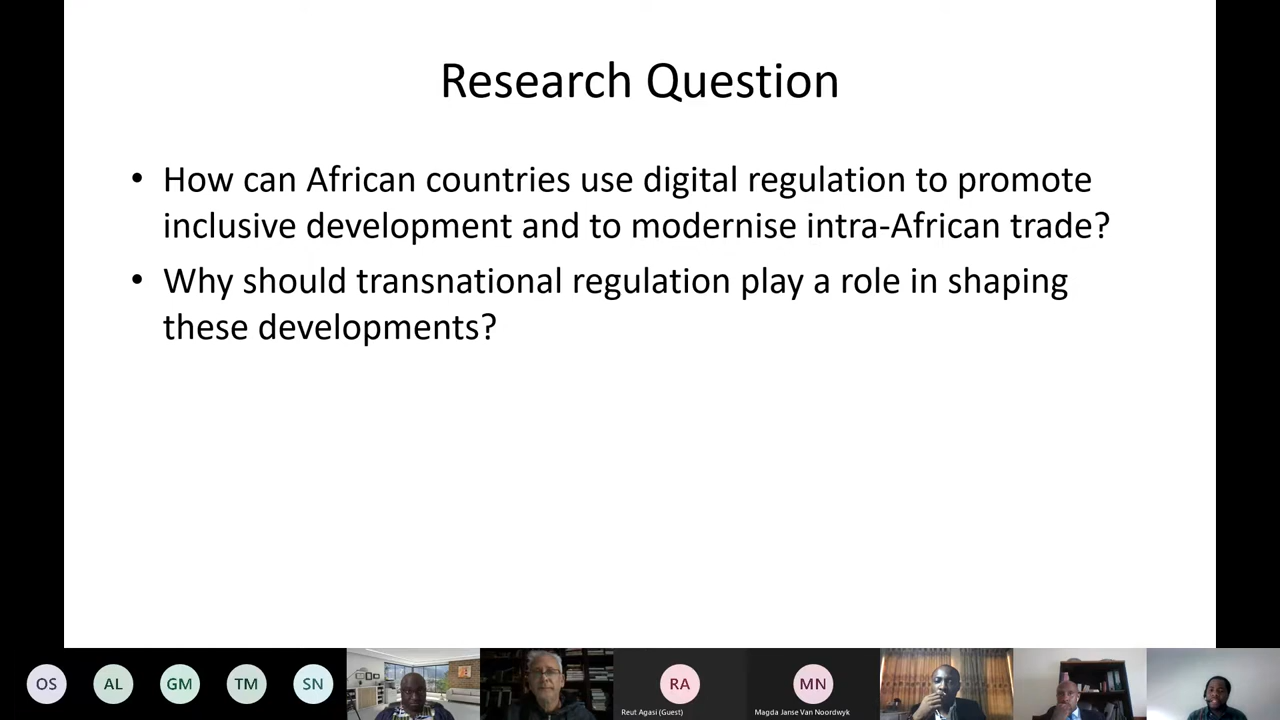 Research Question
• How can African countries use digital regulation to promote
inclusive development and to modernise intra-African trade?
• Why should transnational regulation play a role in shaping
these developments?
OS AL GM TM SN RA MN
Reut Agasi (Guest) Magda Janse Van Noordwyk